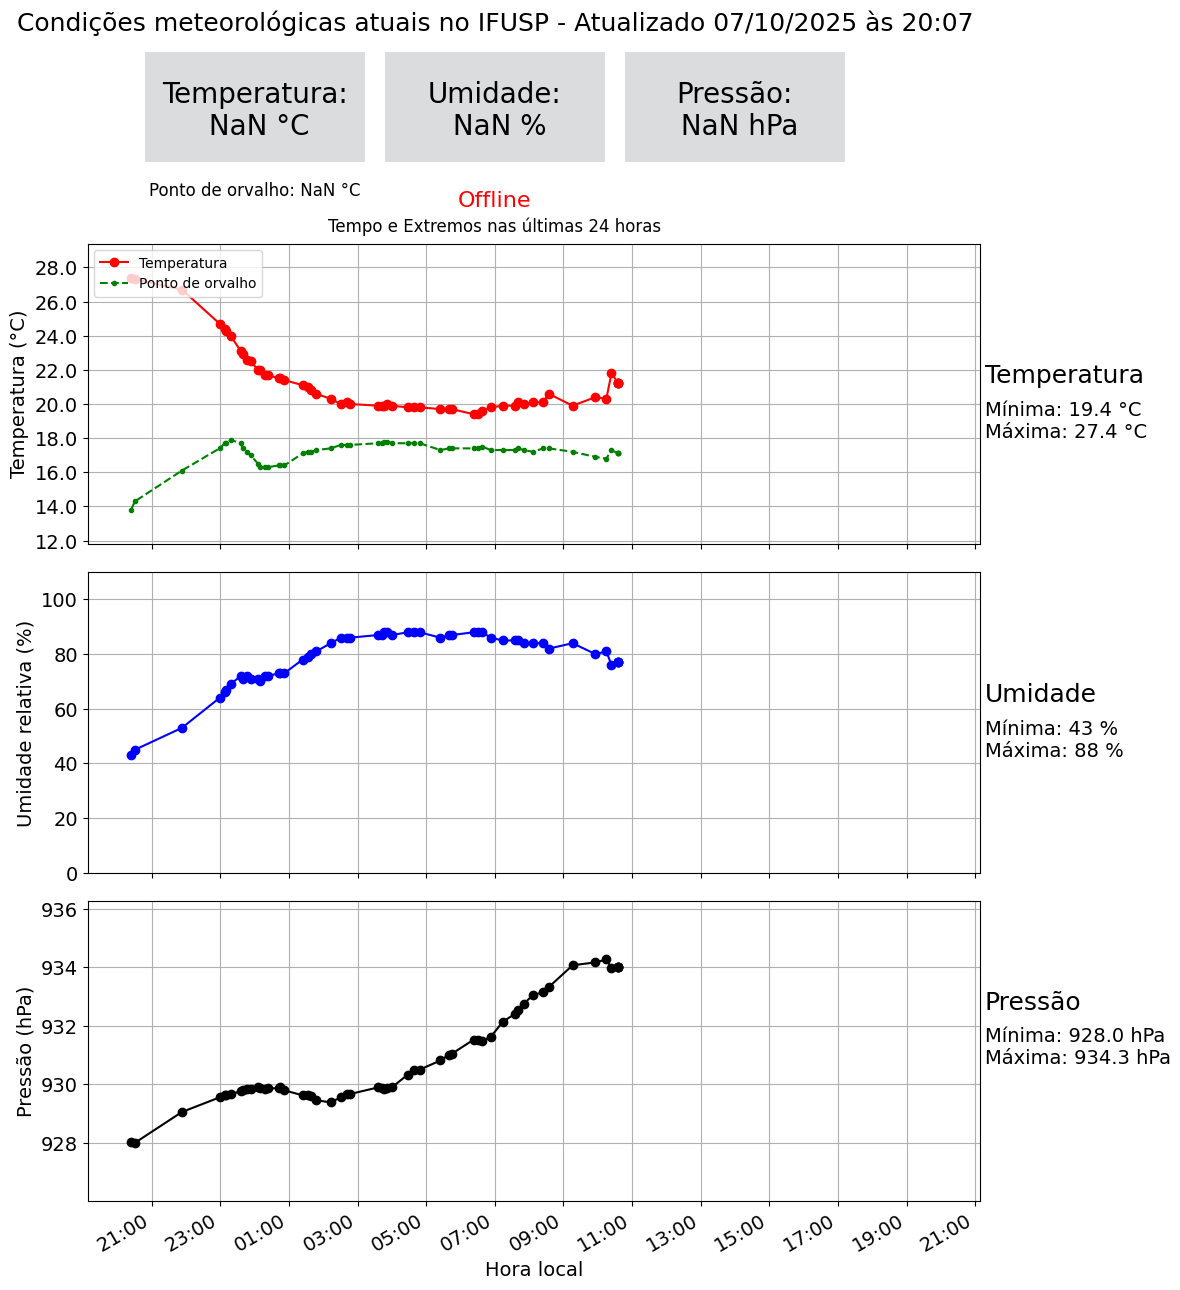 Condições meteorológicas atuais no IFUSP - Atualizado 07/10/2025 às 20:07
Temperatura:
NaN °C
Umidade:
NaN %
Pressão:
NaN hPa
Ponto de orvalho: NaN °C
Offline
Tempo e Extremos nas últimas 24 horas
Temperatura (°C)
28.0
26.0
24.0
22.0
20.0
18.0
16.0
14.0
12.0
Temperatura
Ponto de orvalho
Temperatura
Mínima: 19.4 °C
Máxima: 27.4 °C
Umidade relativa (%)
100
80
60
40
20
0
Umidade
Mínima: 43 %
Máxima: 88 %
Pressão (hPa)
936
934
932
930
928
Pressão
Mínima: 928.0 hPa
Máxima: 934.3 hPa
21:00 23:00 01:00 03:00 05:00 07:00 09:00 11:00 13:00 15:00 17:00 19:00 21:00
Hora local